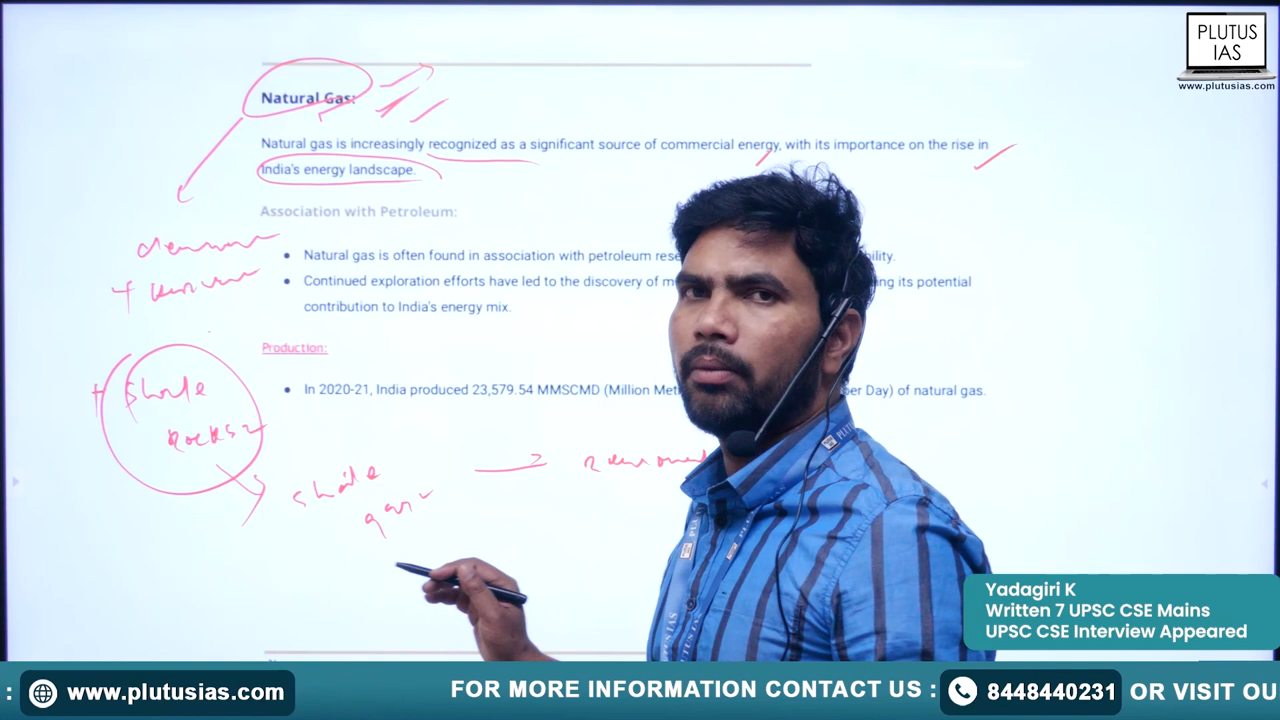 PLUTUS
IAS
www.plutusias.com
Natural Gas:
Natural gas is increasingly recognized as a significant source of commercial energy, with its importance on the rise in
India's energy landscape.
Association with Petroleum:
Natural gas is often found in association with petroleum
Continued exploration efforts have led to the discovery of its potential
contribution to India's energy mix.
Production:
In 2020-21, India produced 23,579.54 MMSCMD (Million per Day) of natural gas.
+ Shale
Rocks
Shale
gas
Yadagiri K
Written 7 UPSC CSE Mains
UPSC CSE Interview Appeared
: www.plutusias.com FOR MORE INFORMATION CONTACT US : 8448440231 OR VISIT OU